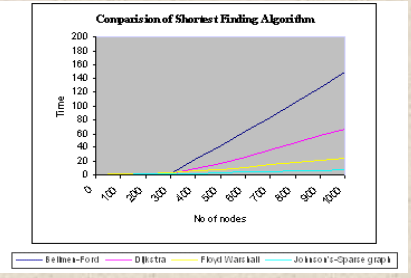 Comparision of Shortest Finding Algorithm
200
180
160
140
120
100
80
60
40
20
0
Time
0 100 200 300 400 500 600 700 800 900 1000
No of nodes
Bellmen-Ford Dijkstra Floyd Warshall Johnson's-Sparse graph